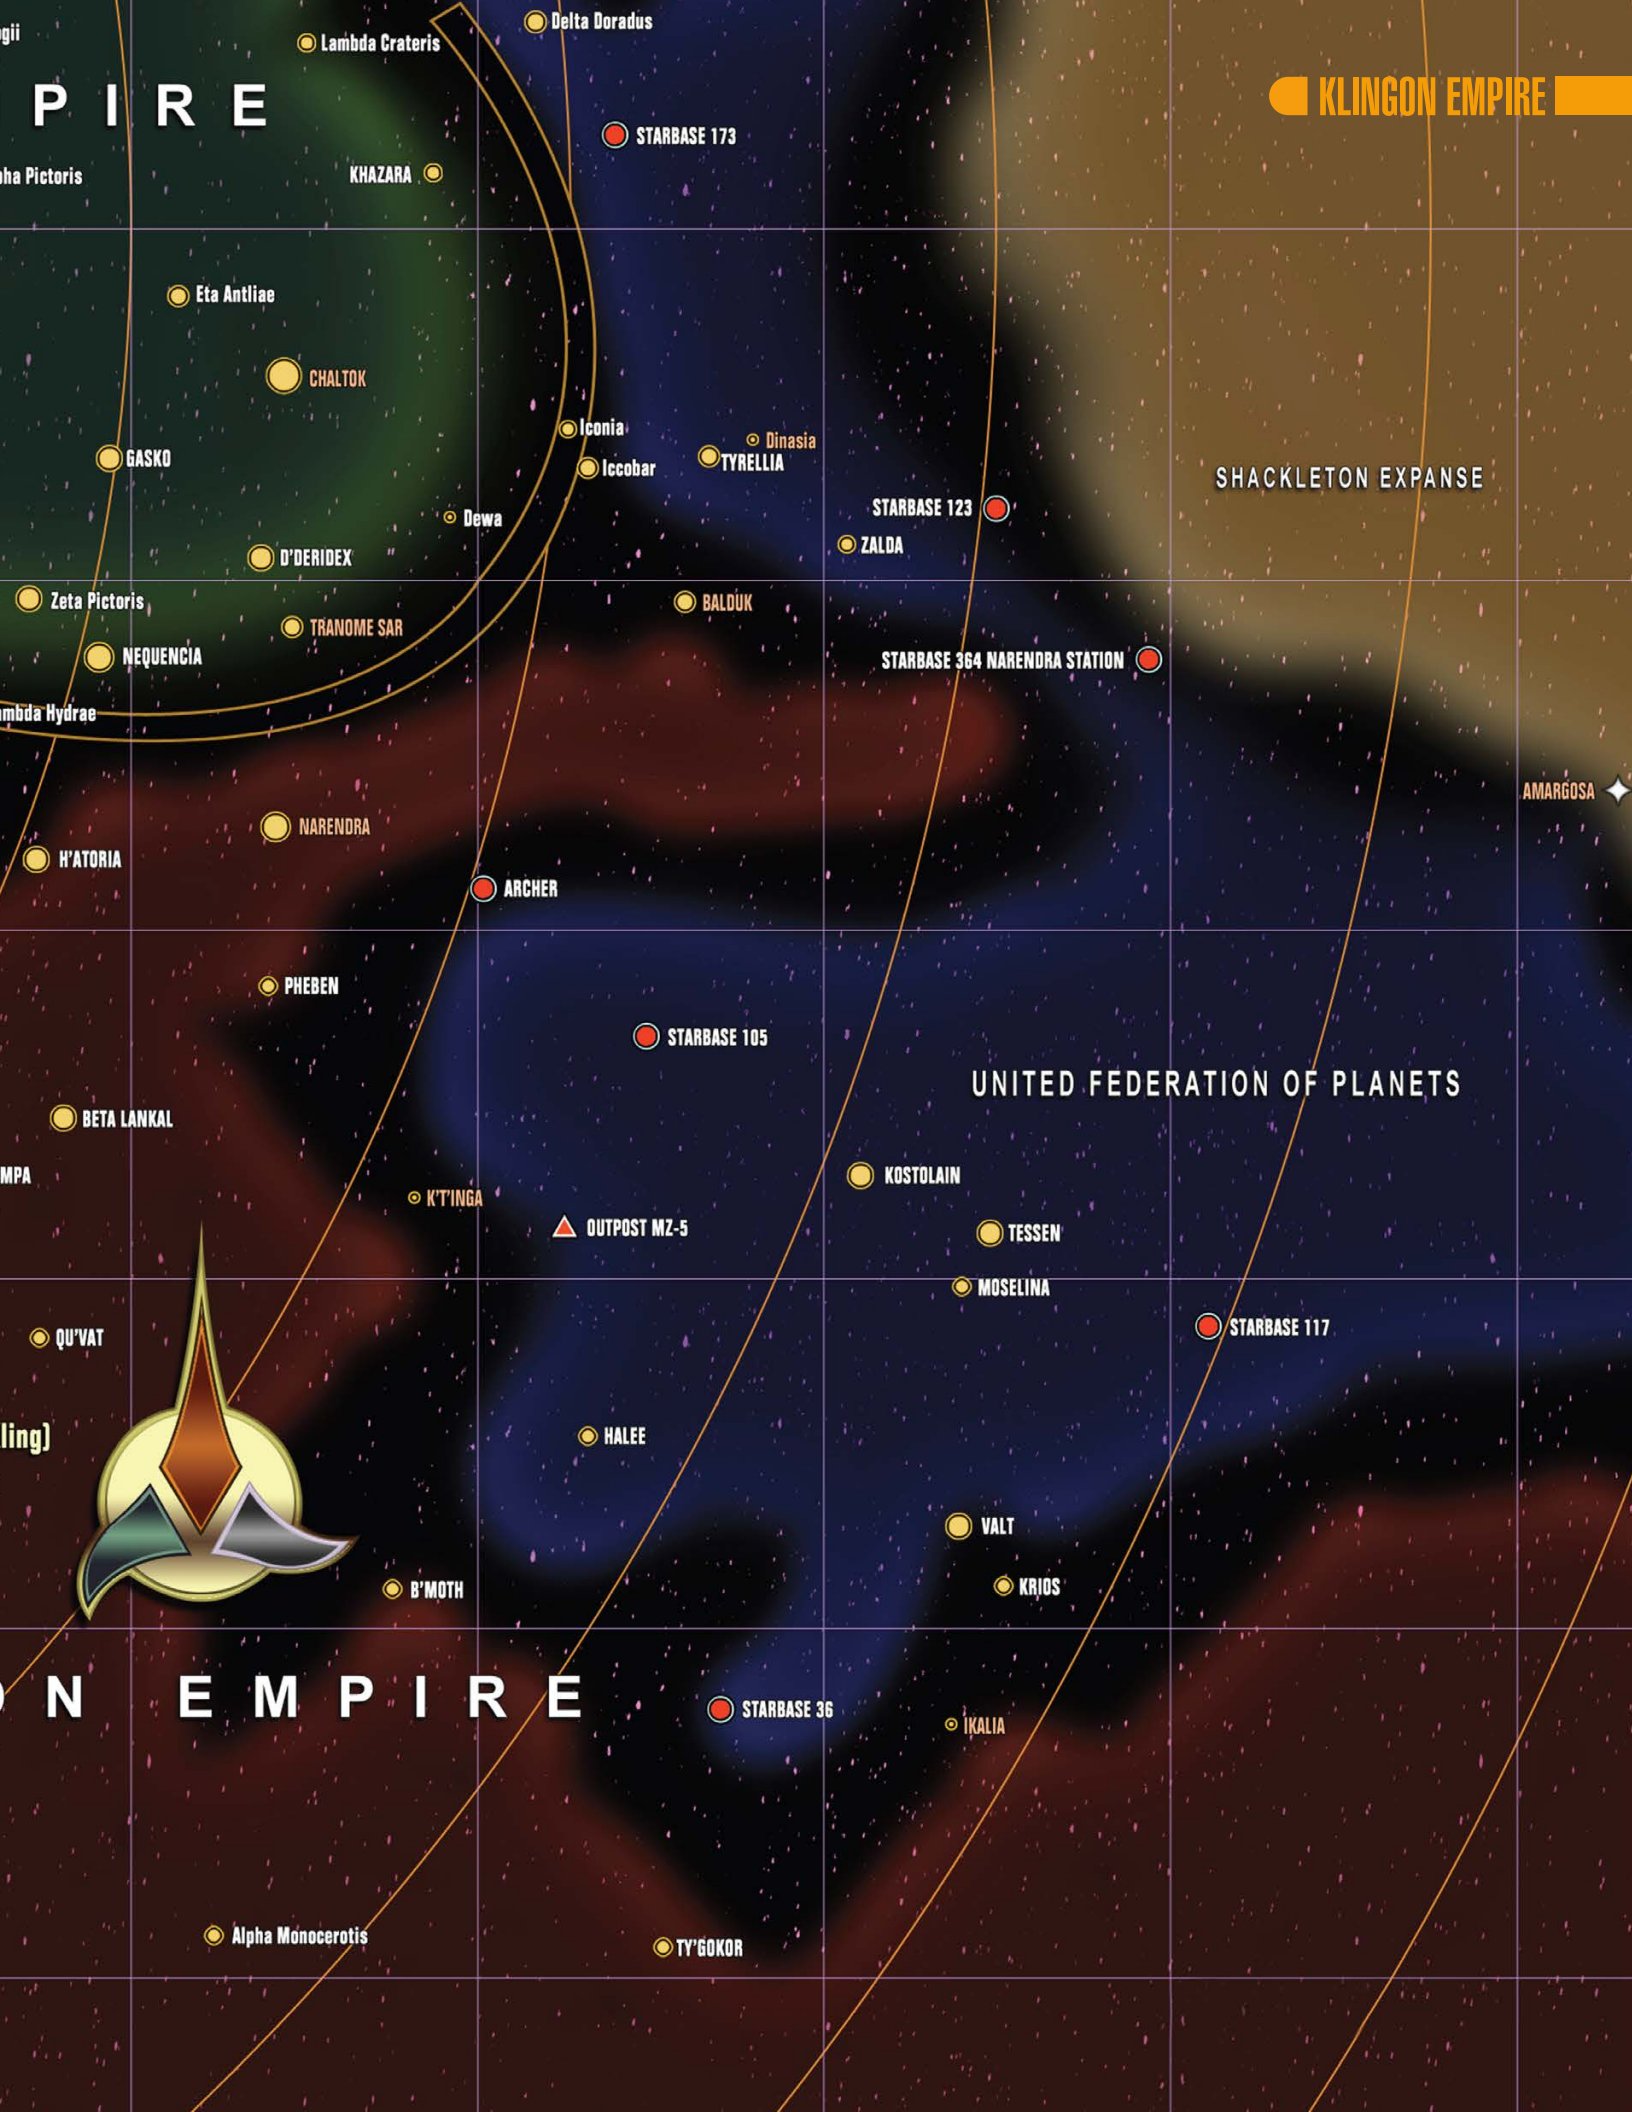 gii
Delta Doradus
Lambda Crateris
PIRE
KLINGON EMPIRE
STARBASE 173
KHAZARA
ha Pictoris
Eta Antliae
CHALTOK
Iconia
Dinasia
GASKO
TYRELLIA
Iccobar
SHACKLETON EXPANSE
STARBASE 123
Dewa
ZALDA
D'DERIDEX
Zeta Pictoris
BALDUK
TRANOME SAR
NEQUENCIA
STARBASE 364 NARENDRA STATION
mbda Hydrae
AMARGOSA
NARENDRA
H'ATORIA
ARCHER
PHEBEN
STARBASE 105
UNITED FEDERATION OF PLANETS
BETA LANKAL
MPA
KOSTOLAIN
K'T'INGA
OUTPOST MZ-5
TESSEN
MOSELINA
QU'VAT
STARBASE 117
ling)
HALEE
VALT
B'MOTH
KRIOS
ON EMPIRE
STARBASE 36
IKALIA
Alpha Monocerotis
TY'GOKOR